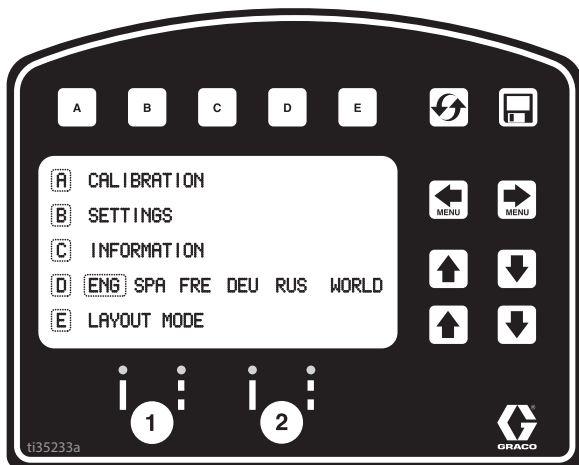 A B C D E
A CALIBRATION
B SETTINGS
MENU MENU
C INFORMATION
D ENG SPA FRE DEU RUS WORLD
E LAYOUT MODE
1 2
ti35233a
GRACO